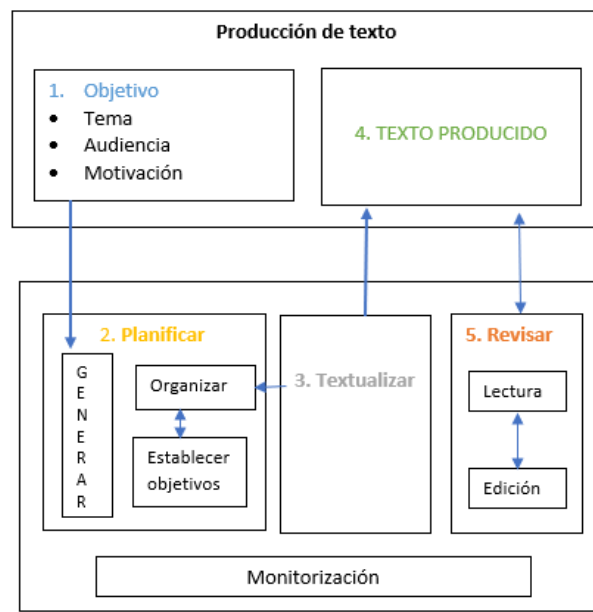 Producción de texto
1. Objetivo
• Tema
• Audiencia
• Motivación
4. TEXTO PRODUCIDO
2. Planificar
GENERAR
Organizar
Establecer
objetivos
3. Textualizar
5. Revisar
Lectura
Edición
Monitorización